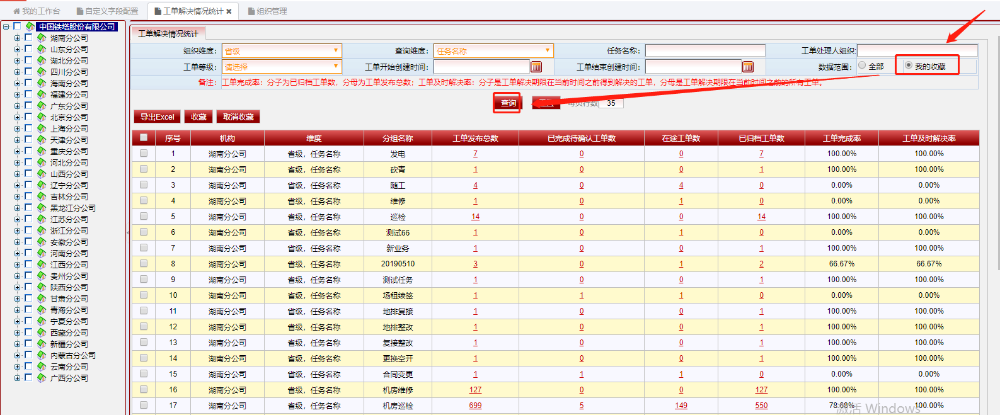 我的工作台 自定义字段配置 工单解决情况统计 组织管理
中国铁塔股份有限公司
湖南分公司
山东分公司
湖北分公司
四川分公司
海南分公司
福建分公司
广东分公司
北京分公司
上海分公司
天津分公司
重庆分公司
河北分公司
山西分公司
辽宁分公司
吉林分公司
黑龙江分公司
江苏分公司
浙江分公司
安徽分公司
河南分公司
江西分公司
贵州分公司
陕西分公司
甘肃分公司
青海分公司
宁夏分公司
西藏分公司
新疆分公司
内蒙古分公司
云南分公司
广西分公司
工单解决情况统计
组织维度: 省级 查询维度: 任务名称 任务名称: 工单处理人组织:
工单等级: 请选择 工单开始创建时间: 工单结束创建时间: 数据范围: 全部 我的收藏
备注: 工单完成率:分子为已归档工单数，分母为工单发布总数;工单及时解决率:分子是工单解决期限在当前时间之前得到解决的工单，分母是工单解决期限在当前时间之前的所有工单。
查询 每页行数 35
导出Excel 收藏 取消收藏
序号 机构 维度 分组名称 工单发布总数 已完成待确认工单数 在途工单数 已归档工单数 工单完成率 工单及时解决率
1 湖南分公司 省级，任务名称 发电 7 0 0 7 100.00% 100.00%
2 湖南分公司 省级，任务名称 砍青 1 0 0 1 100.00% 100.00%
3 湖南分公司 省级，任务名称 随工 4 0 4 0 0.00% 0.00%
4 湖南分公司 省级，任务名称 维修 1 0 1 0 0.00% 0.00%
5 湖南分公司 省级，任务名称 巡检 14 0 0 14 100.00% 100.00%
6 湖南分公司 省级，任务名称 测试66 1 0 1 0 0.00% 0.00%
7 湖南分公司 省级，任务名称 新业务 1 0 0 1 100.00% 100.00%
8 湖南分公司 省级，任务名称 20190510 3 0 1 2 66.67% 66.67%
9 湖南分公司 省级，任务名称 测试任务 1 0 0 1 100.00% 100.00%
10 湖南分公司 省级，任务名称 场租续签 1 1 1 0 0.00% 0.00%
11 湖南分公司 省级，任务名称 地排复接 1 0 0 1 100.00% 100.00%
12 湖南分公司 省级，任务名称 地排整改 1 0 0 1 100.00% 100.00%
13 湖南分公司 省级，任务名称 复接整改 1 0 0 1 100.00% 100.00%
14 湖南分公司 省级，任务名称 更换空开 1 0 0 1 100.00% 100.00%
15 湖南分公司 省级，任务名称 合同变更 1 1 1 0 0.00% 0.00%
16 湖南分公司 省级，任务名称 机房维修 127 0 0 127 100.00% 100.00%
17 湖南分公司 省级，任务名称 机房巡检 699 5 149 550 78.68% 100.00%
激活 Windows